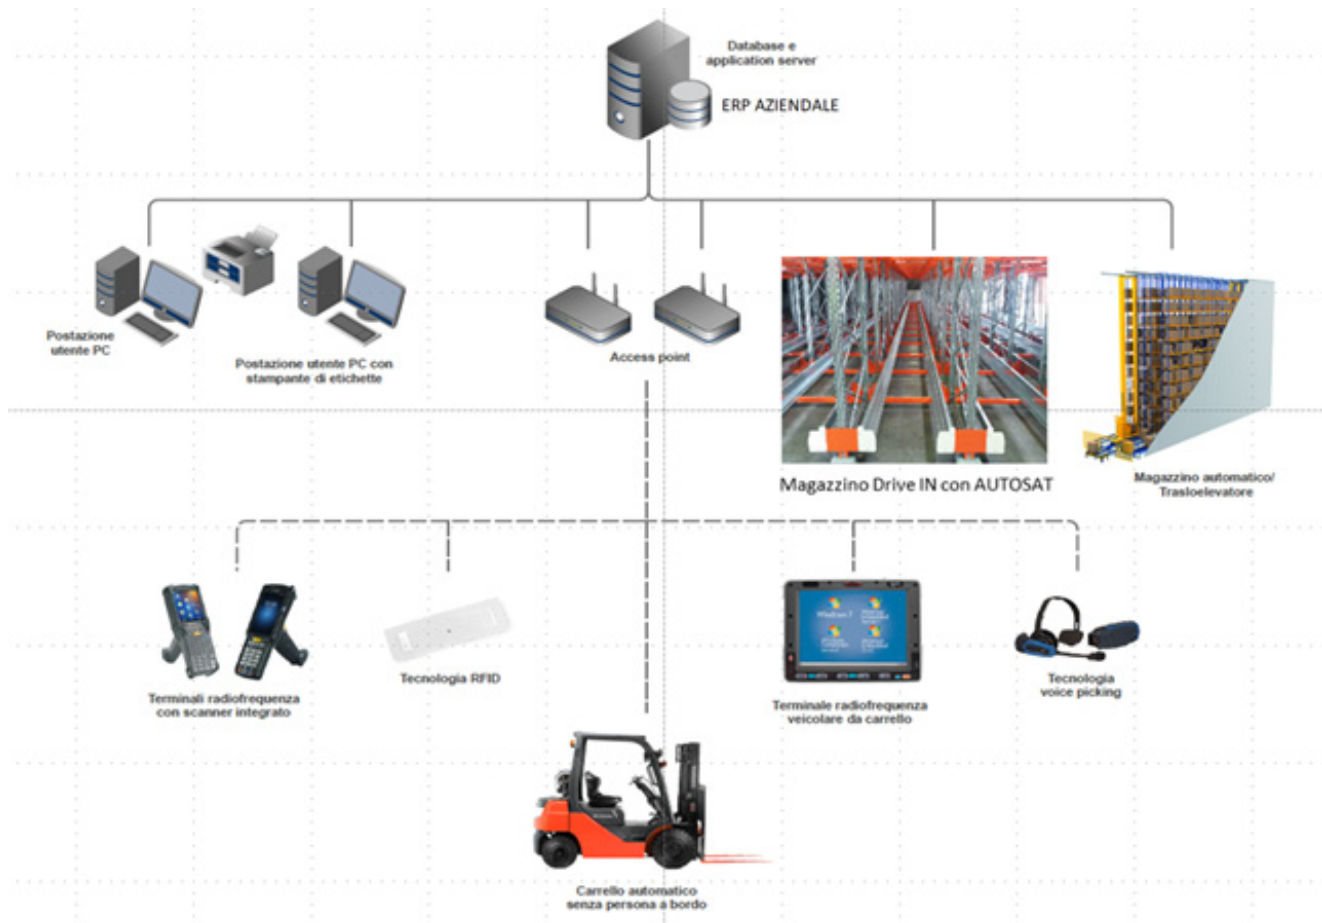 Database e
application server
ERP AZIENDALE
Postazione
utente PC
Postazione utente PC con
stampante di etichette
Access point
Magazzino Drive IN con AUTOSAT
Magazzino automatico/
Trasloelevatore
Terminali radiofrequenza
con scanner integrato
Tecnologia RFID
Terminale radiofrequenza
veicolare da carrello
Tecnologia
voice picking
Carrello automatico
senza persona a bordo